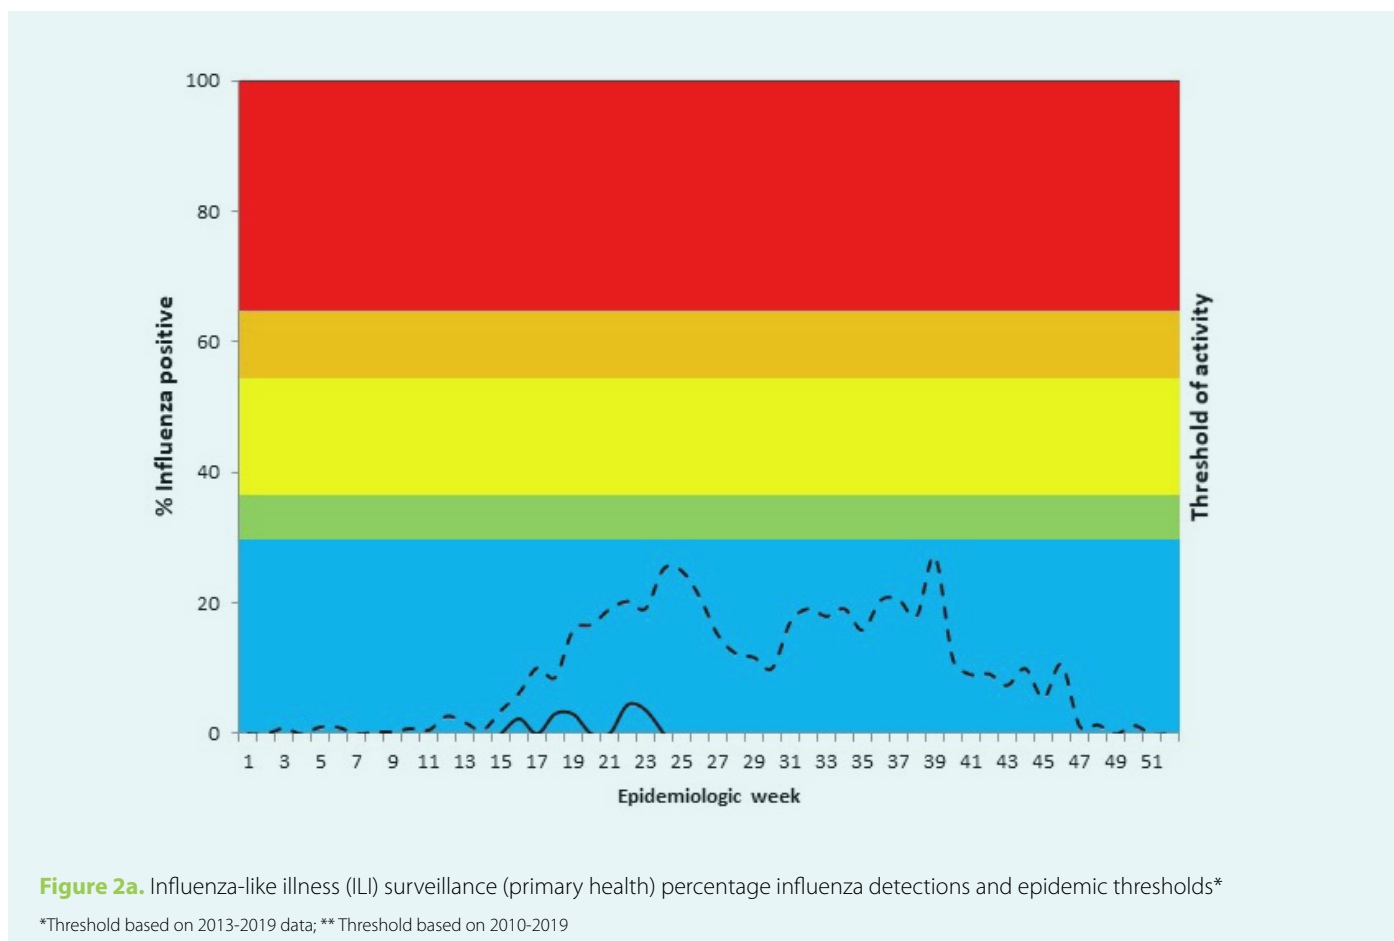 100
80
60
40
20
0
% Influenza positive
Threshold of activity
1 3 5 7 9 11 13 15 17 19 21 23 25 27 29 31 33 35 37 39 41 43 45 47 49 51
Epidemiologic week
Figure 2a. Influenza-like illness (ILI) surveillance (primary health) percentage influenza detections and epidemic thresholds*
*Threshold based on 2013-2019 data; ** Threshold based on 2010-2019